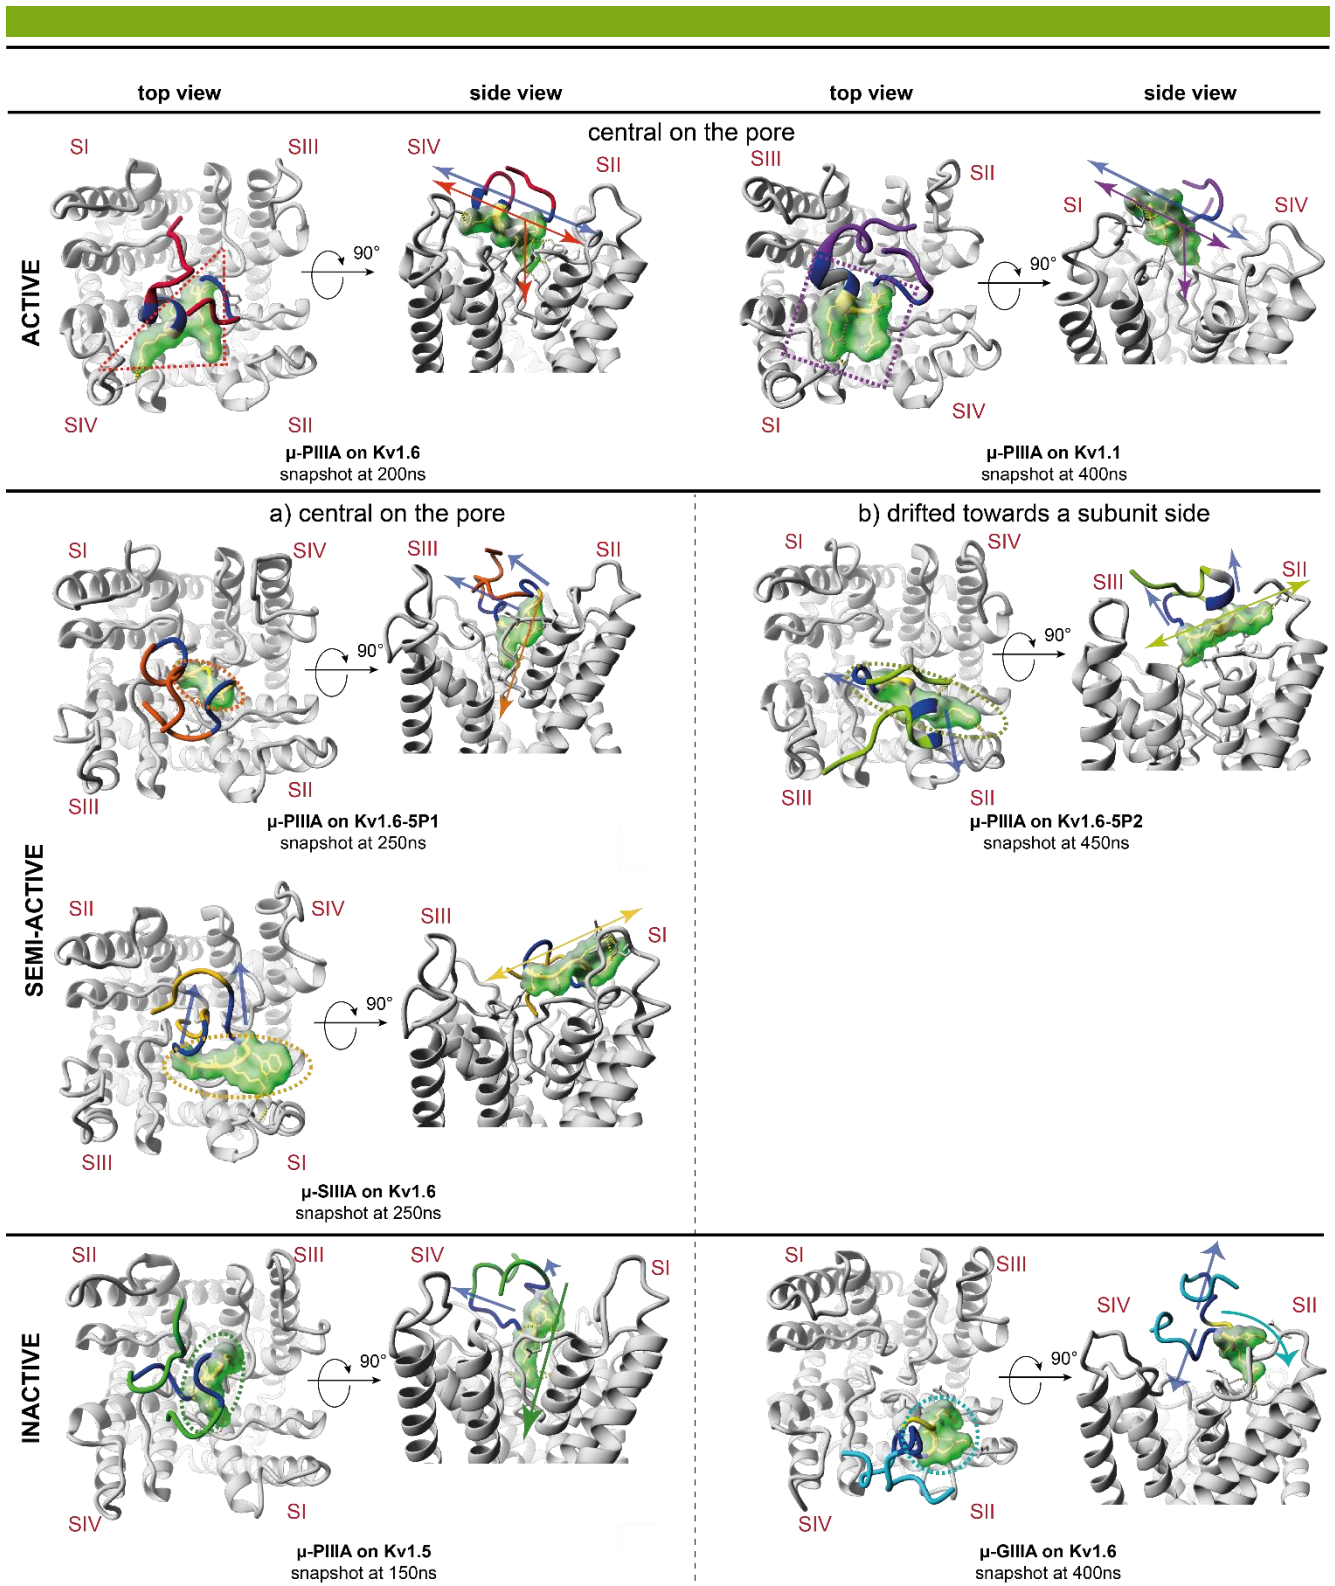 top view
side view
top view
side view
central on the pore
ACTIVE
SI
SIII
SIV
SII
90°
SIV
SII
μ-PIIIA on Kv1.6
snapshot at 200ns
SIII
SII
SI
SIV
90°
SI
SIV
μ-PIIIA on Kv1.1
snapshot at 400ns
SEMI-ACTIVE
a) central on the pore
SI
SIV
SIII
SII
90°
SIII
SII
μ-PIIIA on Kv1.6-5P1
snapshot at 250ns
b) drifted towards a subunit side
SI
SIV
SIII
SII
90°
SIII
SII
μ-PIIIA on Kv1.6-5P2
snapshot at 450ns
SII
SIV
SIII
SI
90°
SIII
SI
μ-SIIIA on Kv1.6
snapshot at 250ns
INACTIVE
SII
SIII
SIV
SI
90°
SIV
SI
μ-PIIIA on Kv1.5
snapshot at 150ns
SI
SIII
SIV
SII
90°
SIV
SII
μ-GIIIA on Kv1.6
snapshot at 400ns